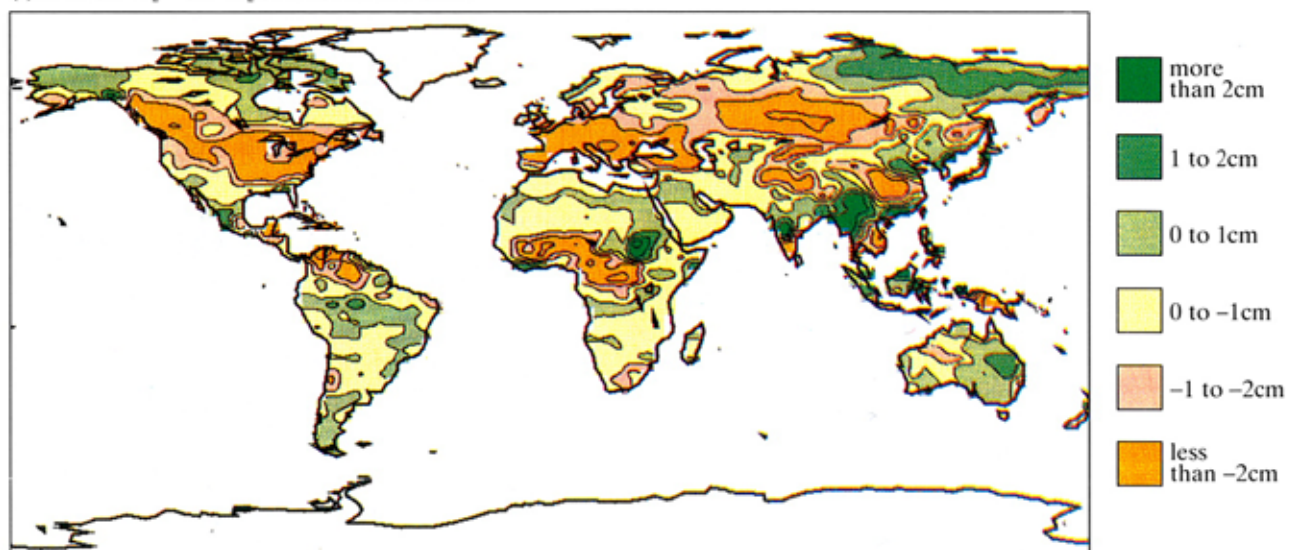 more
than 2cm
1 to 2cm
0 to 1cm
0 to –1cm
–1 to –2cm
less
than –2cm